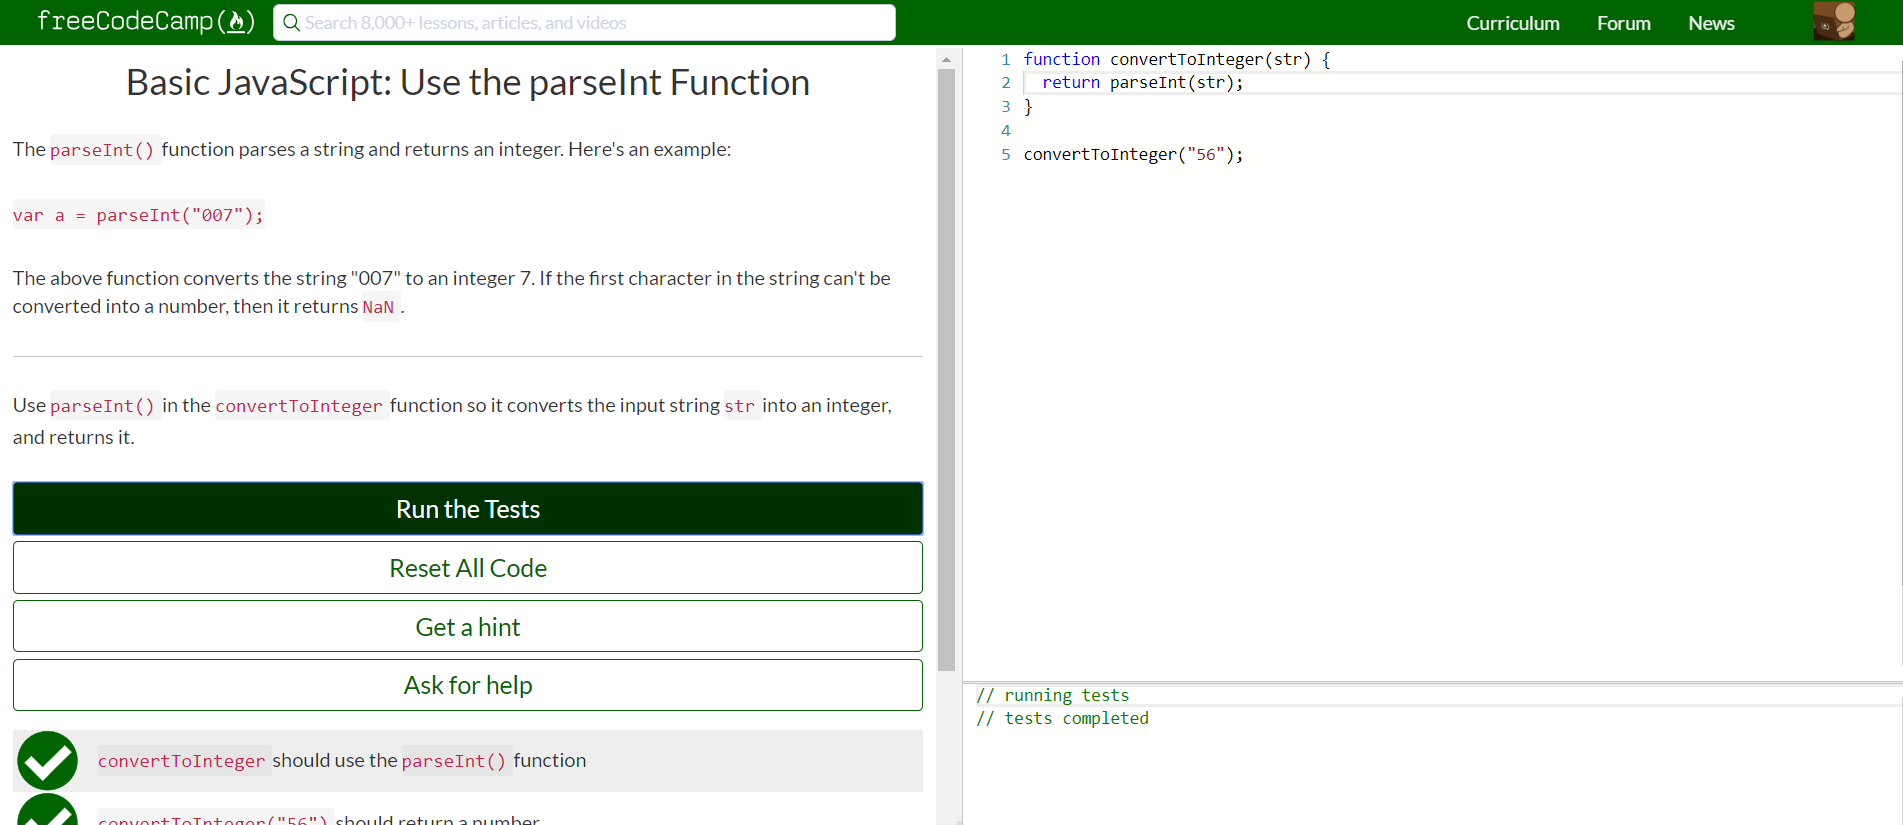 freeCodeCamp
Search 8,000+ lessons, articles, and videos
Curriculum
Forum
News
Basic JavaScript: Use the parseInt Function
The parseInt() function parses a string and returns an integer. Here's an example:
var a = parseInt("007");
The above function converts the string "007" to an integer 7. If the first character in the string can't be
converted into a number, then it returns NaN .
Use parseInt() in the convertToInteger function so it converts the input string str into an integer,
and returns it.
Run the Tests
Reset All Code
Get a hint
Ask for help
convertToInteger should use the parseInt() function
convertToInteger("56") should return a number
1 function convertToInteger(str) {
2 return parseInt(str);
3 }
4
5 convertToInteger("56");
// running tests
// tests completed